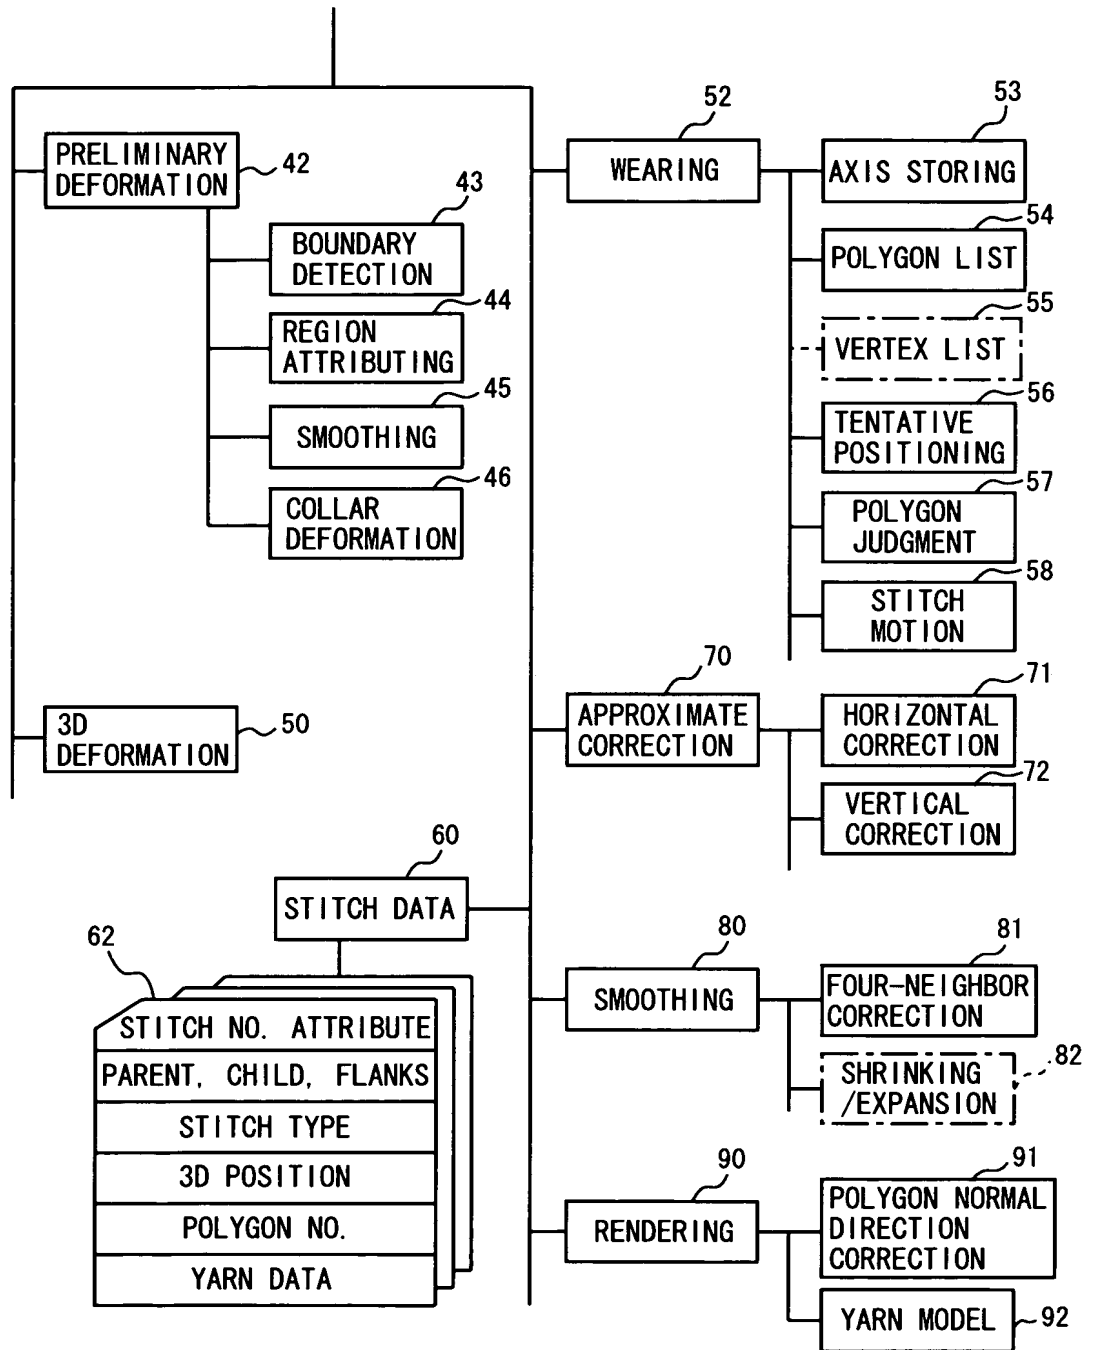 PRELIMINARY
DEFORMATION
42
43
BOUNDARY
DETECTION
44
REGION
ATTRIBUTING
45
SMOOTHING
46
COLLAR
DEFORMATION
3D
DEFORMATION
50
52
WEARING
53
AXIS STORING
54
POLYGON LIST
55
VERTEX LIST
56
TENTATIVE
POSITIONING
57
POLYGON
JUDGMENT
58
STITCH
MOTION
70
APPROXIMATE
CORRECTION
71
HORIZONTAL
CORRECTION
72
VERTICAL
CORRECTION
60
STITCH DATA
62
STITCH NO. ATTRIBUTE
PARENT, CHILD, FLANKS
STITCH TYPE
3D POSITION
POLYGON NO.
YARN DATA
80
SMOOTHING
81
FOUR-NEIGHBOR
CORRECTION
82
SHRINKING
/EXPANSION
90
RENDERING
91
POLYGON NORMAL
DIRECTION
CORRECTION
YARN MODEL
92